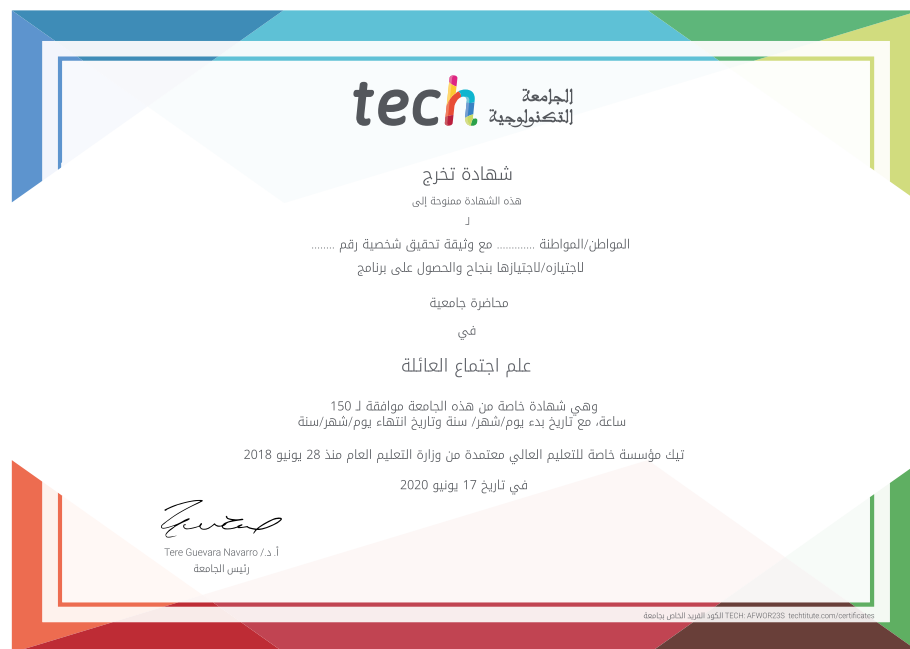 tech الجامعة
التكنولوجية
شهادة تخرج
هذه الشهادة ممنوحة إلى
لـ
المواطن/المواطنة ............ مع وثيقة تحقيق شخصية رقم ........
لاجتيازه/لاجتيازها بنجاح والحصول على برنامج
محاضرة جامعية
في
علم اجتماع العائلة
وهي شهادة خاصة من هذه الجامعة موافقة لـ 150
ساعة، مع تاريخ بدء يوم/شهر/ سنة وتاريخ انتهاء يوم/شهر/سنة
تيك مؤسسة خاصة للتعليم العالي معتمدة من وزارة التعليم العام منذ 28 يونيو 2018
في تاريخ 17 يونيو 2020
أ.د./ Tere Guevara Navarro
رئيس الجامعة
الكود الفريد الخاص بجامعة TECH: AFWOR23S techtitute.com/certificates